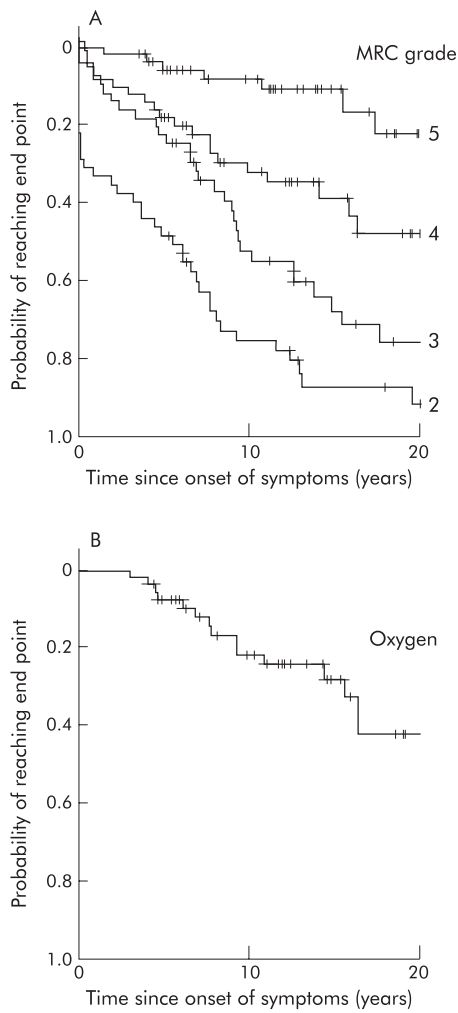 A
MRC grade
0
0.2
0.4
0.6
0.8
1.0
Probability of reaching end point
5
4
3
2
0 10 20
Time since onset of symptoms (years)
B
Oxygen
0
0.2
0.4
0.6
0.8
1.0
Probability of reaching end point
0 10 20
Time since onset of symptoms (years)